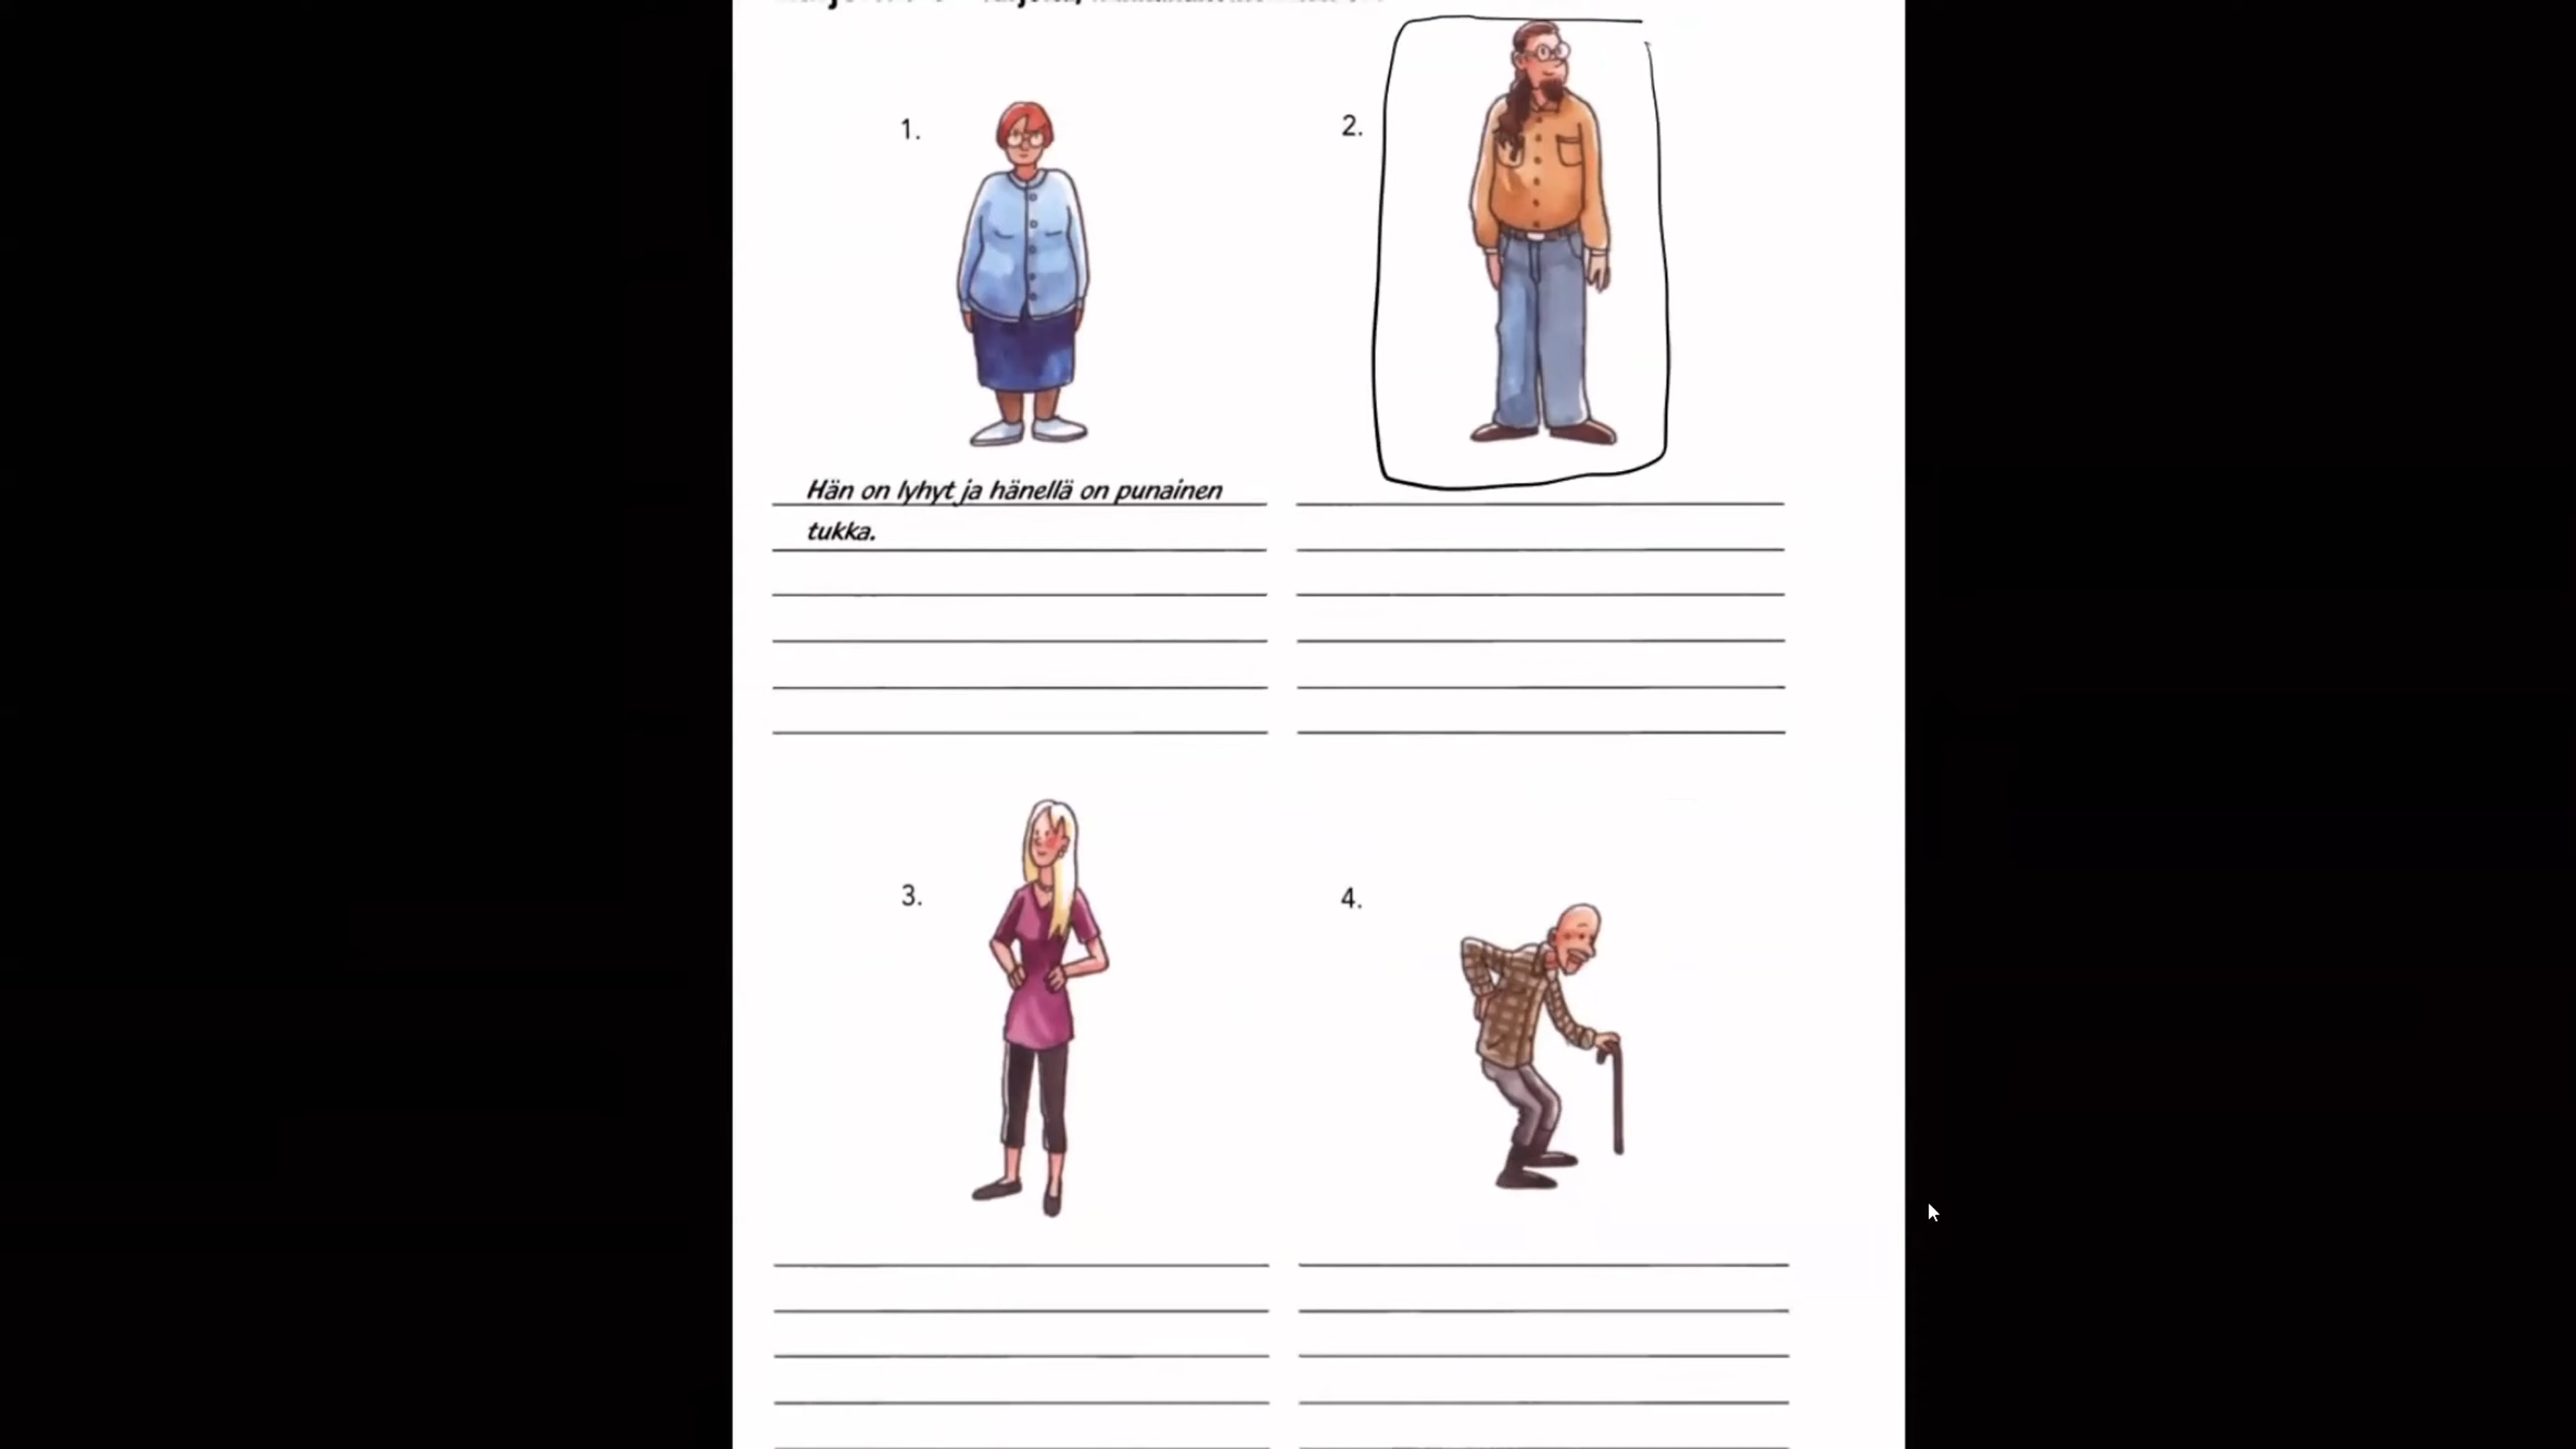 1.
2.
Hän on lyhyt ja hänellä on punainen
tukka.
3.
4.